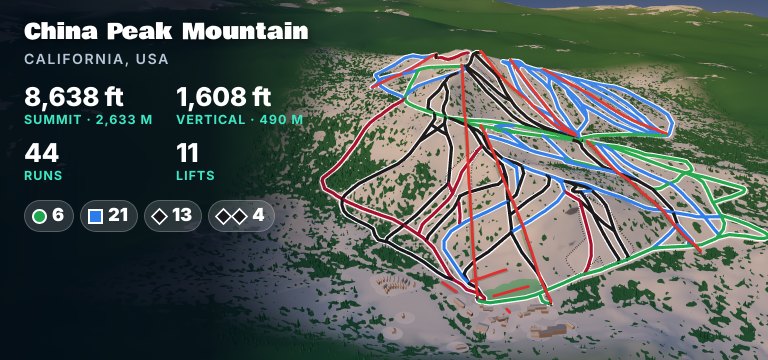 China Peak Mountain
CALIFORNIA, USA
8,638 ft 1,608 ft
SUMMIT · 2,633 M VERTICAL · 490 M
44 11
RUNS LIFTS
6 21 13 4